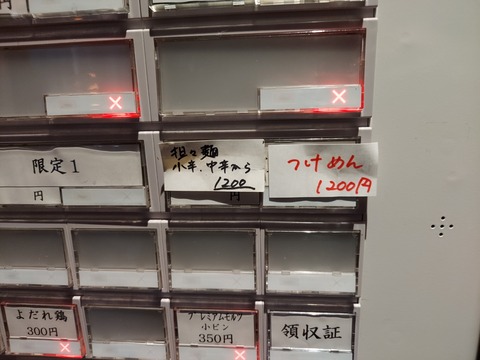 限定1
円
担々麺
小辛、中辛から
1200
円
つけめん
1200円
よだれ鶏
300円
プレミアムモルツ
小ビン
350円
領収証